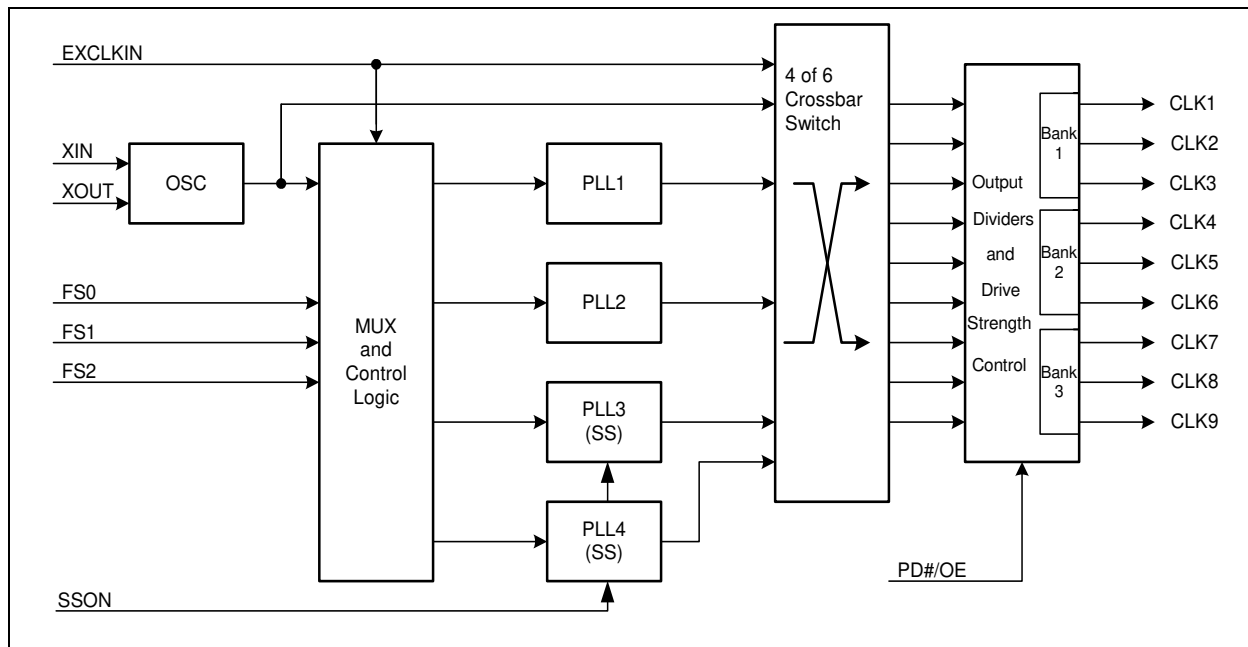 EXCLKIN
XIN
XOUT
OSC
FS0
FS1
FS2
SSON
MUX
and
Control
Logic
PLL1
PLL2
PLL3
(SS)
PLL4
(SS)
4 of 6
Crossbar
Switch
Output
Dividers
and
Drive
Strength
Control
Bank
1
Bank
2
Bank
3
CLK1
CLK2
CLK3
CLK4
CLK5
CLK6
CLK7
CLK8
CLK9
PD#/OE